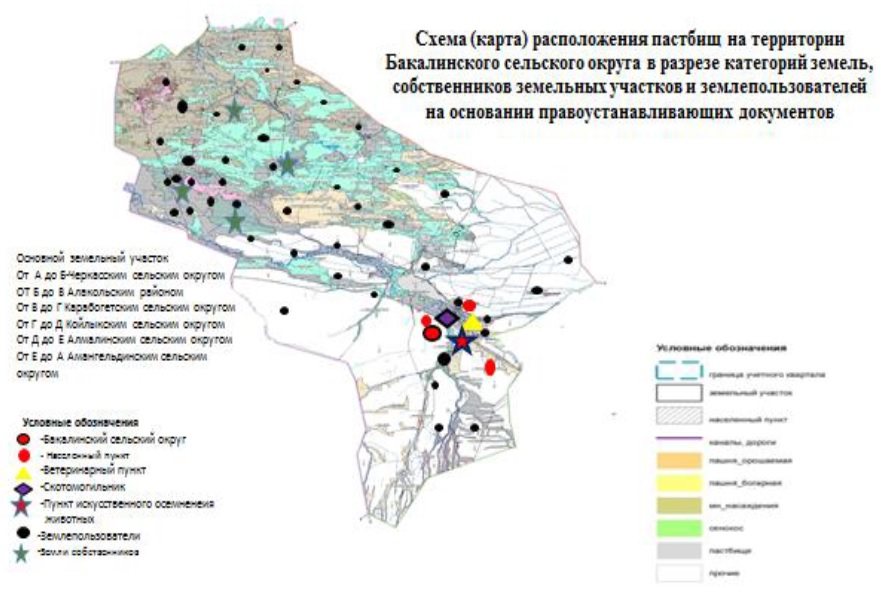 Схема (карта) расположения пастбищ на территории
Бакалинского сельского округа в разрезе категорий земель,
собственников земельных участков и землепользователей
на основании правоустанавливающих документов
Основной земельный участок
От А до Б-Черкасским сельским округом
ОТ Б до В Алакольским районом
От В до Г Карабогетским сельским округом
От Г до Д Койлыкским сельским округом
От Д до Е Алмалинским сельским округом
От Е до А Амангельдинским сельским
округом
Условные обозначения
-Бакалинский сельский округ
- Населенный пункт
-Ветеринарный пункт
-Скотомогильник
-Пункт искусственного осеменения
животных
-Землепользователи
-Земли собственников
Условные обозначения
граница учетного квартала
земельный участок
населенный пункт
каналы, дороги
пашня_орошаемая
пашня_богарная
мн_насаждения
сенокос
пастбище
прочие